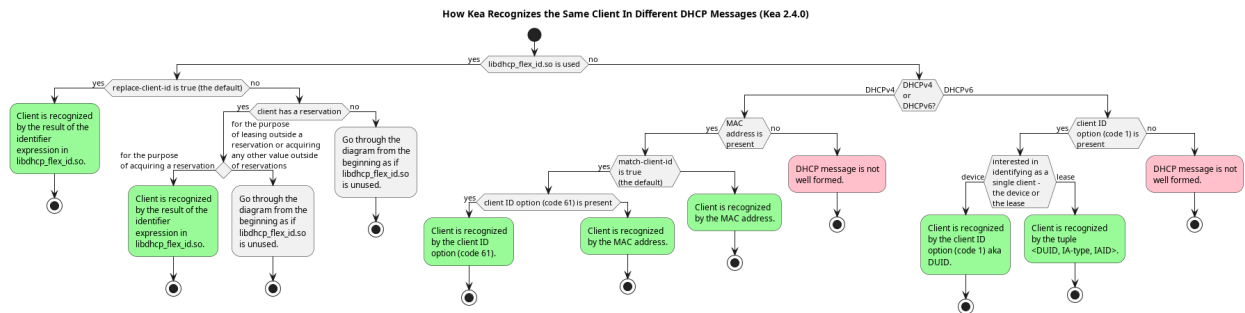 How Kea Recognizes the Same Client In Different DHCP Messages (Kea 2.4.0)
yes
libdhcp_flex_id.so is used
no
yes
replace-client-id is true (the default)
no
Client is recognized
by the result of the
identifier
expression in
libdhcp_flex_id.so.
yes
client has a reservation
no
for the purpose
of acquiring a reservation
for the purpose
of leasing outside a
reservation or acquiring
any other value outside
of reservations
Client is recognized
by the result of the
identifier
expression in
libdhcp_flex_id.so.
Go through the
diagram from the
beginning as if
libdhcp_flex_id.so
is unused.
Go through the
diagram from the
beginning as if
libdhcp_flex_id.so
is unused.
DHCPv4
DHCPv4
or
DHCPv6?
DHCPv6
yes
MAC
address is
present
no
yes
match-client-id
is true
(the default)
yes
client ID option (code 61) is present
Client is recognized
by the client ID
option (code 61).
Client is recognized
by the MAC address.
Client is recognized
by the MAC address.
DHCP message is not
well formed.
yes
client ID
option (code 1) is
present
no
device
interested in
identifying as a
single client -
the device or
the lease
lease
Client is recognized
by the client ID
option (code 1) aka
DUID.
Client is recognized
by the tuple
<DUID, IA-type, IAID>.
DHCP message is not
well formed.